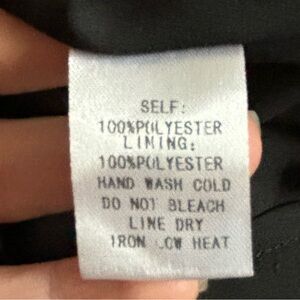 SELF:
100%POLYESTER
LINING:
100%POLYESTER
HAND WASH COLD
DO NOT BLEACH
LINE DRY
IRON LOW HEAT